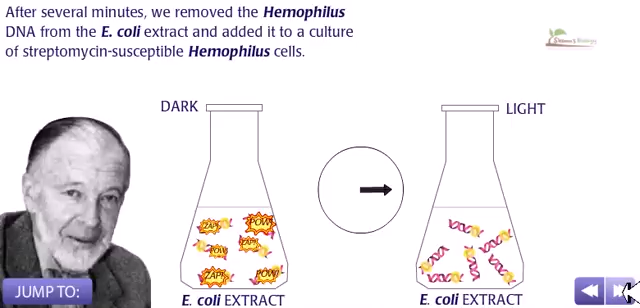 After several minutes, we removed the Hemophilus
DNA from the E. coli extract and added it to a culture
of streptomycin-susceptible Hemophilus cells.
DARK
LIGHT
ZAP!
POW!
POW!
ZAP!
ZAP!
POW!
E. coli EXTRACT
E. coli EXTRACT
JUMP TO: